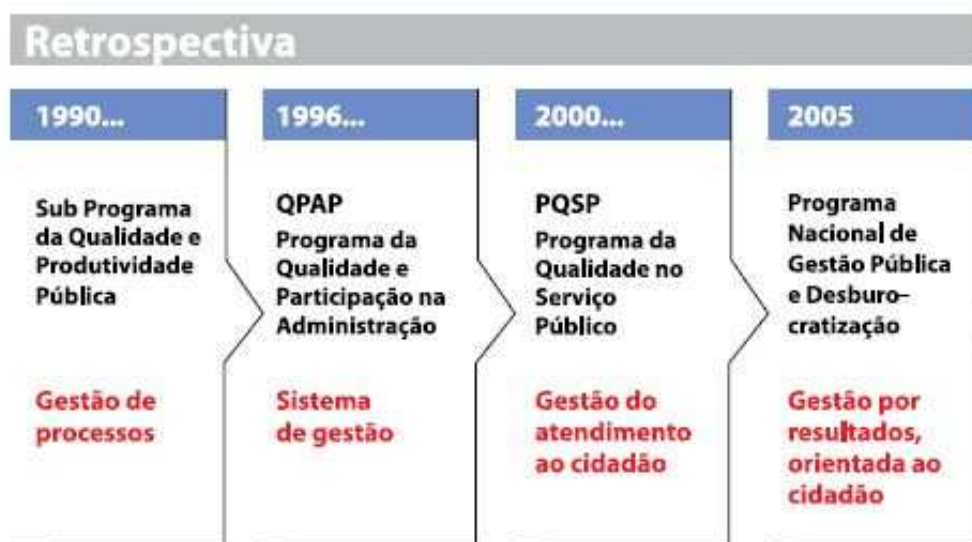 Retrospectiva
1990...
Sub Programa
da Qualidade e
Produtividade
Pública
Gestão de
processos
1996...
QPAP
Programa da
Qualidade e
Participação na
Administração
Sistema
de gestão
2000...
PQSP
Programa da
Qualidade no
Serviço
Público
Gestão do
atendimento
ao cidadão
2005
Programa
Nacional de
Gestão Pública
e Desburo-
cratização
Gestão por
resultados,
orientada ao
cidadão